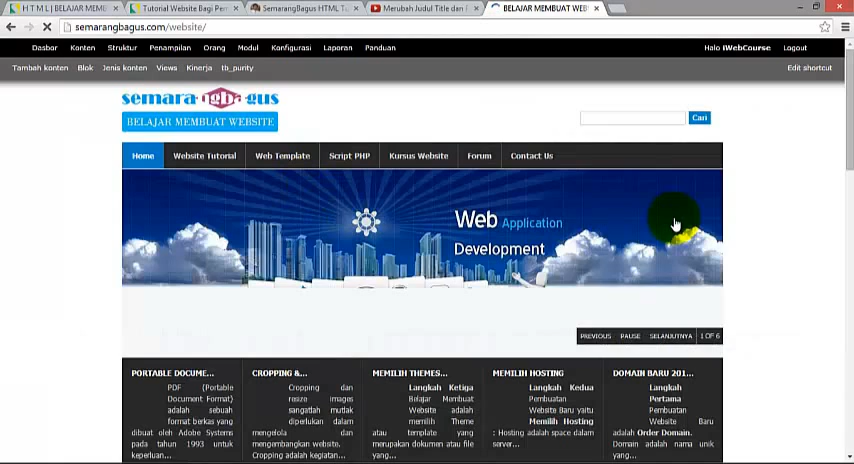 H T M L | BELAJAR MEMB
Tutorial Website Bagi Pem
SemarangBagus HTML Tu
Merubah Judul Title dan
BELAJAR MEMBUAT WEB
semarangbagus.com/website/
Dasbor Konten Struktur Penampilan Orang Modul Konfigurasi Laporan Panduan Halo iWebCourse Logout
Tambah konten Blok Jenis konten Views Kinerja tb_punty Edit shortcut
semarangbagus
BELAJAR MEMBUAT WEBSITE
Cari
Home Website Tutorial Web Template Script PHP Kursus Website Forum Contact Us
Web Application
Development
PREVIOUS PAUSE SELANJUTNYA 1 OF 6
PORTABLE DOCUME...
PDF (Portable
Document Format)
adalah sebuah
format berkas yang
dibuat oleh Adobe Systems
pada tahun 1993 untuk
keperluan...
CROPPING &...
Cropping dan
resize images
sangatlah mutlak
diperlukan dalam
mengelola dan
mengembangkan website.
Cropping adalah kegiatan...
MEMILIH THEMES...
Langkah Ketiga
Belajar Membuat
Website adalah
memilih Theme
atau template yang
merupakan dokumen atau file
yang...
MEMILIH HOSTING
Langkah Kedua
Pembuatan
Website Baru yaitu
Memilih Hosting
: Hosting adalah space dalam
server...
DOMAIN BARU 201...
Langkah
Pertama
Pembuatan
Website Baru
adalah Order Domain.
Domain adalah nama unik
yang...